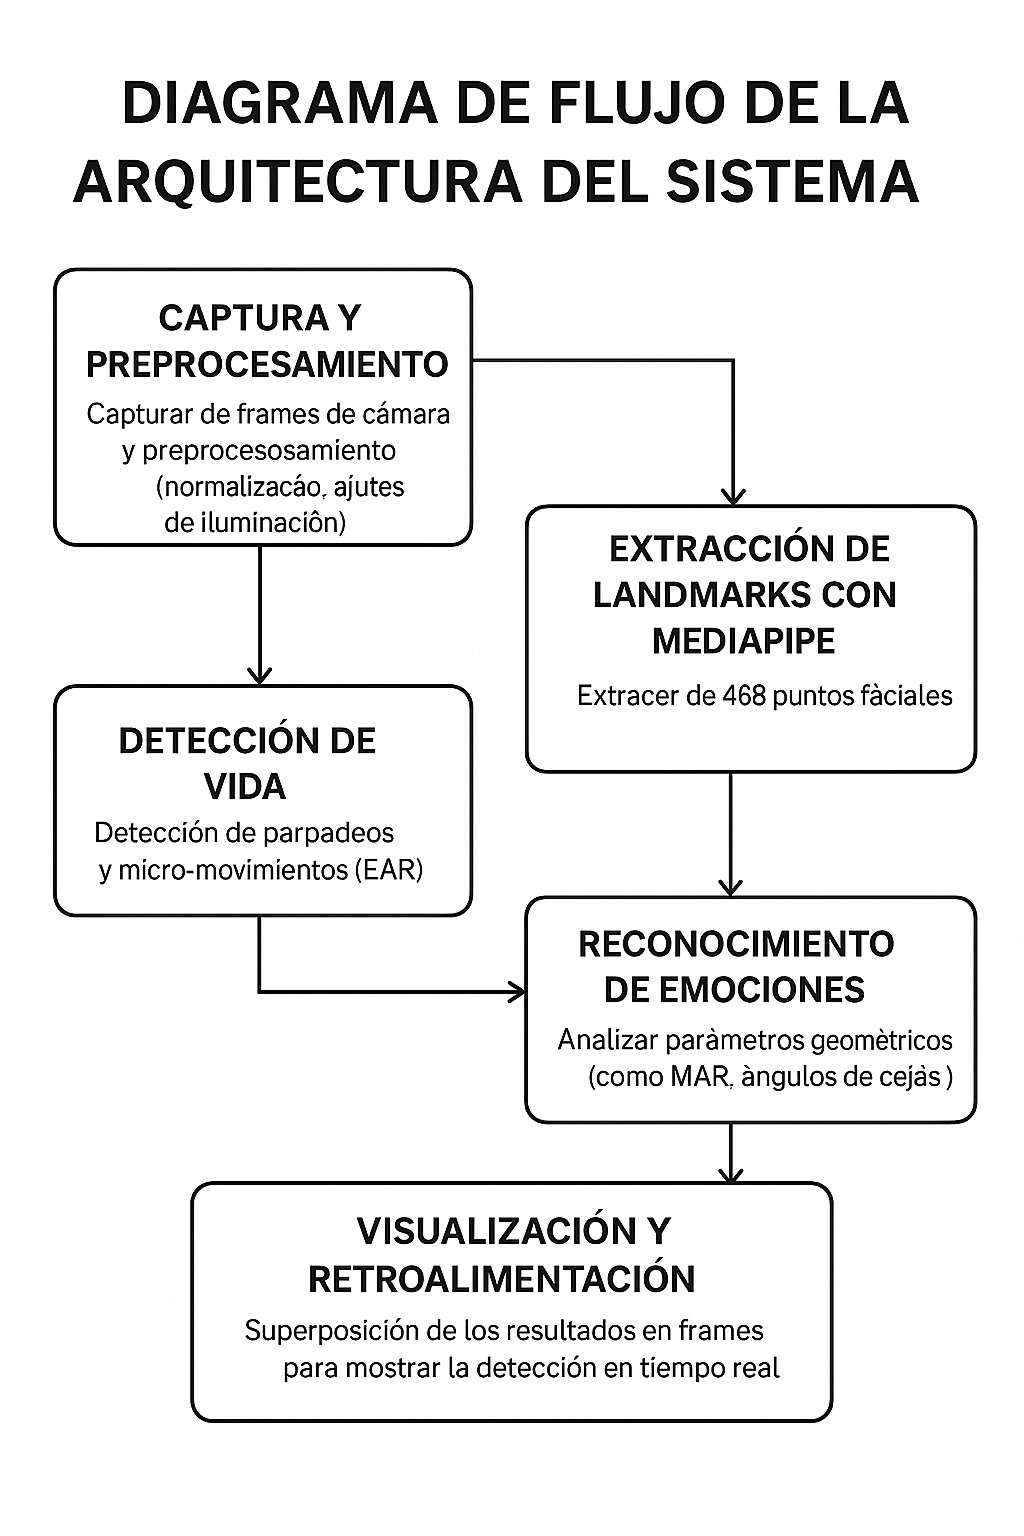 DIAGRAMA DE FLUJO DE LA
ARQUITECTURA DEL SISTEMA
CAPTURA Y
PREPROCESAMIENTO
Capturar de frames de cámara
y preprocesosamiento
(normalizacáo, ajutes
de iluminaciôn)
EXTRACCIÓN DE
LANDMARKS CON
MEDIAPIPE
Extracer de 468 puntos fàciales
DETECCIÓN DE
VIDA
Detección de parpadeos
y micro-movimientos (EAR)
RECONOCIMIENTO
DE EMOCIONES
Analizar paràmetros geomètricos
(como MAR, àngulos de cejàs )
VISUALIZACIÓN Y
RETROALIMENTACIÓN
Superposición de los resultados en frames
para mostrar la detección en tiempo real